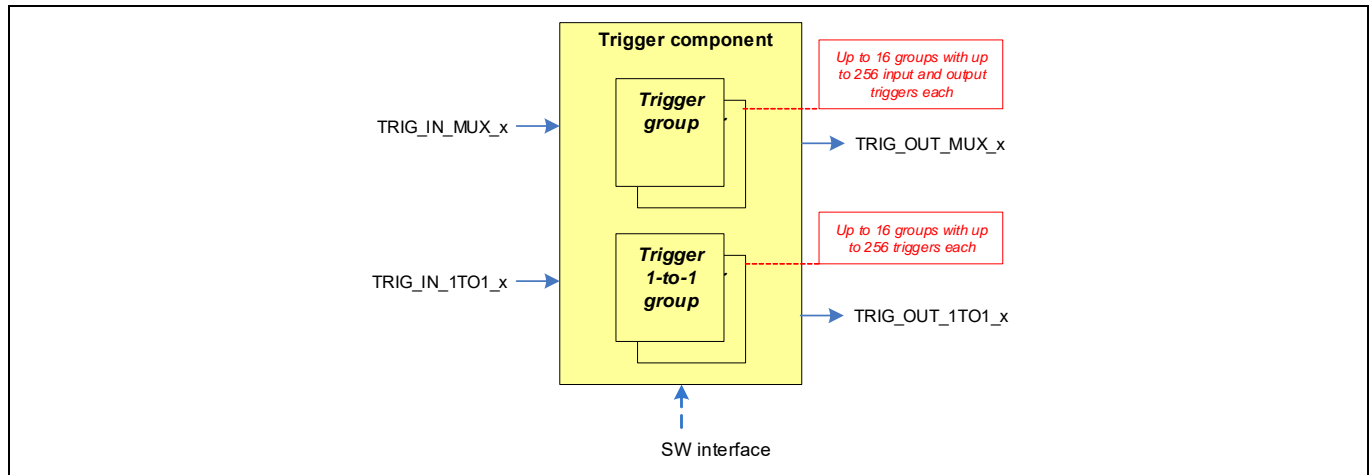 Trigger component
Up to 16 groups with up
to 256 input and output
triggers each
Trigger
group
TRIG_IN_MUX_x
TRIG_OUT_MUX_x
Up to 16 groups with up
to 256 triggers each
Trigger
1-to-1
group
TRIG_IN_1TO1_x
TRIG_OUT_1TO1_x
SW interface